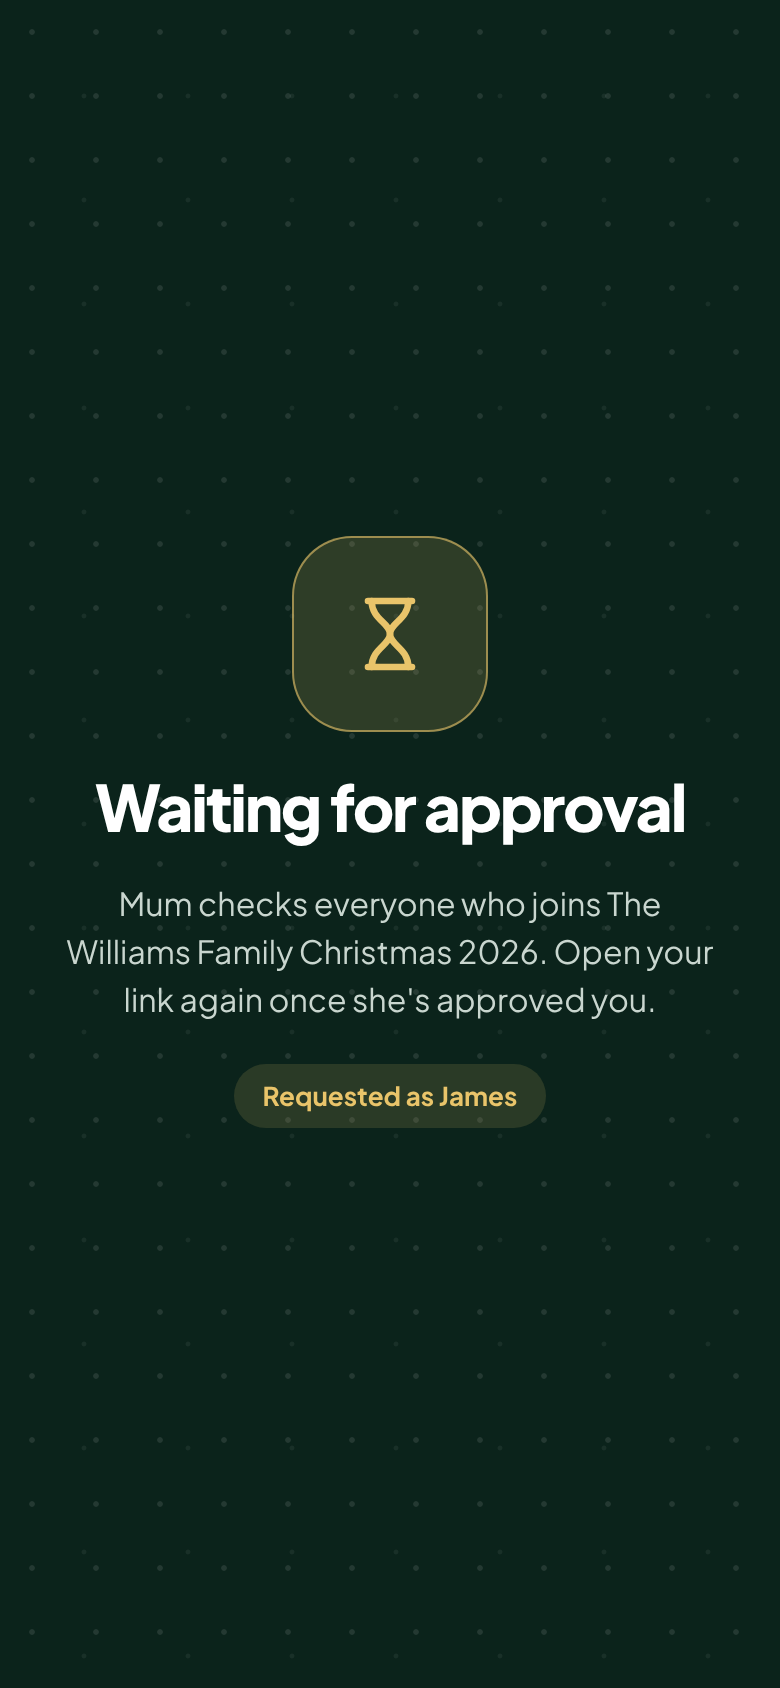 Waiting for approval
Mum checks everyone who joins The
Williams Family Christmas 2026. Open your
link again once she's approved you.
Requested as James